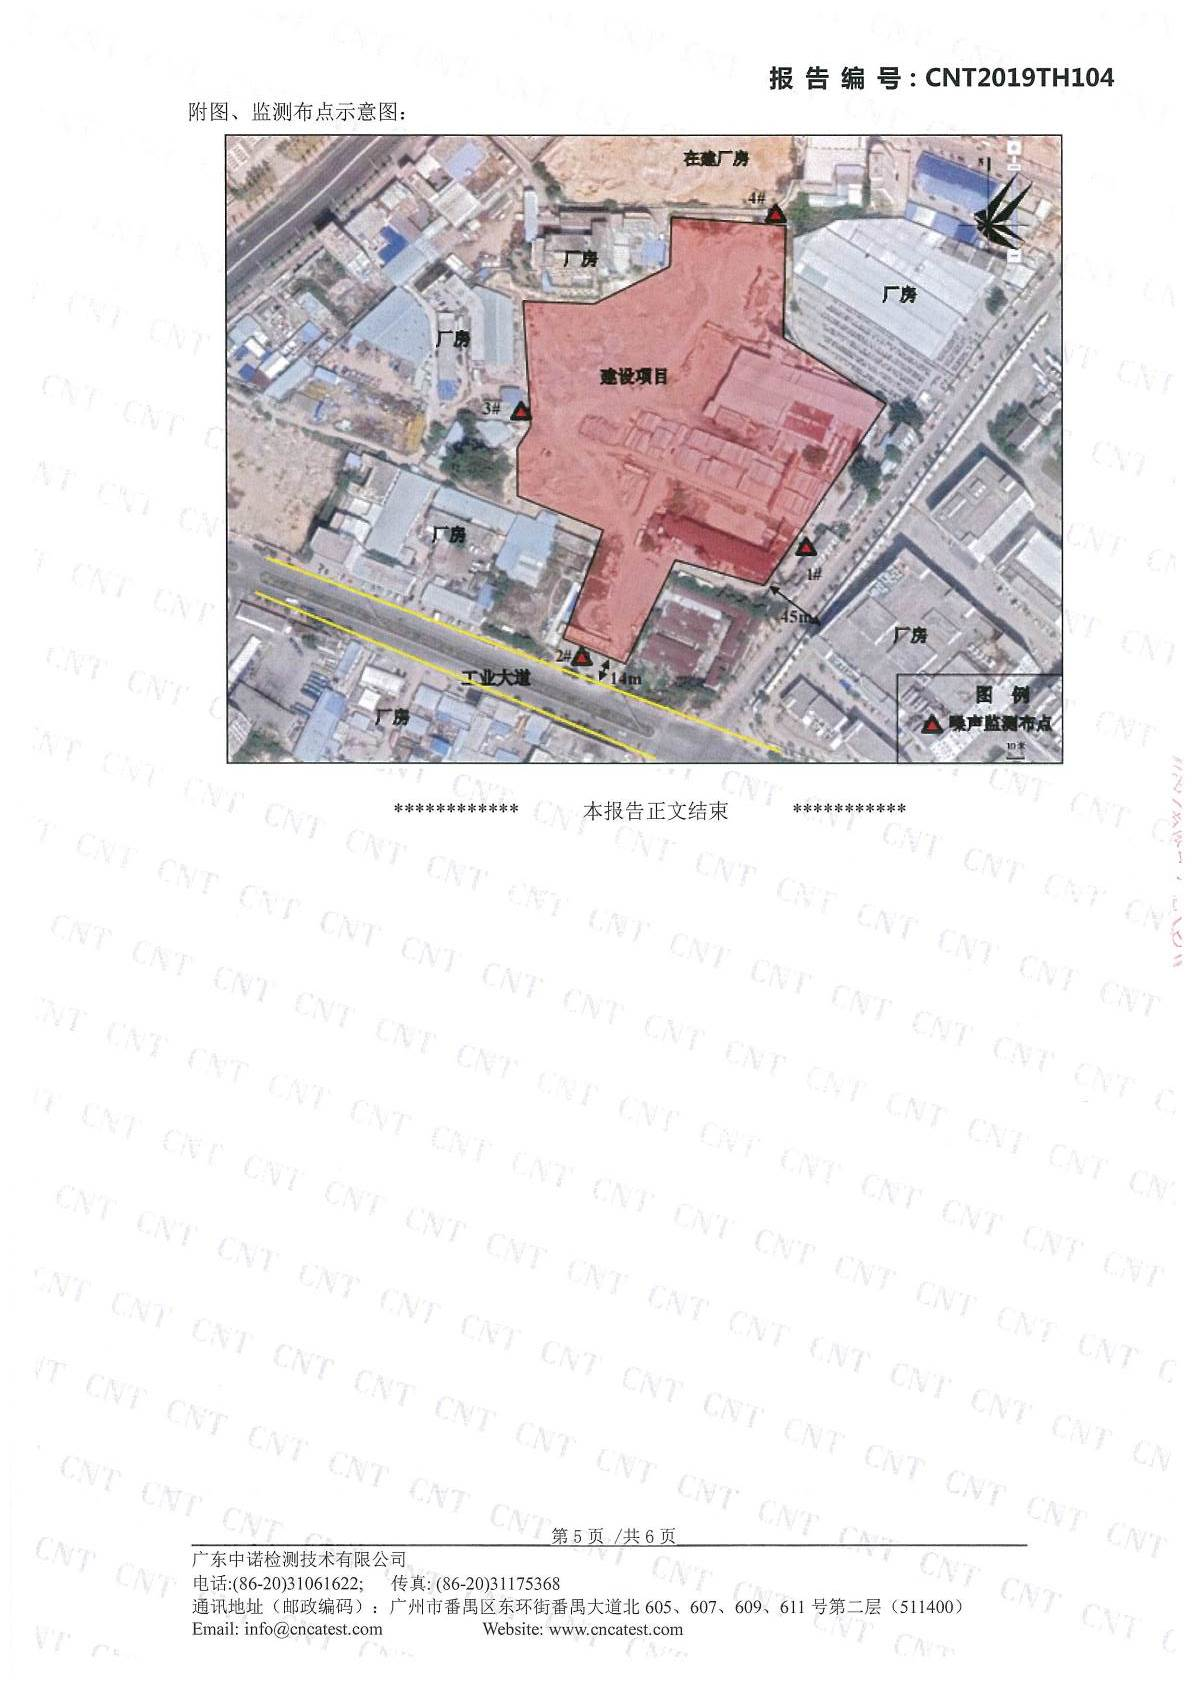 报 告 编 号：CNT2019TH104
附图、监测布点示意图：
在建厂房
4#
N
厂房
厂房
厂房
建设项目
3#
厂房
1#
45m
厂房
2#
14m
工业大道
厂房
图 例
噪声监测布点
10米
************ 本报告正文结束 ***********
第 5 页 /共 6 页
广东中诺检测技术有限公司
电话:(86-20)31061622; 传真: (86-20)31175368
通讯地址（邮政编码）：广州市番禺区东环街番禺大道北 605、607、609、611 号第二层（511400）
Email: info@cncatest.com Website: www.cncatest.com